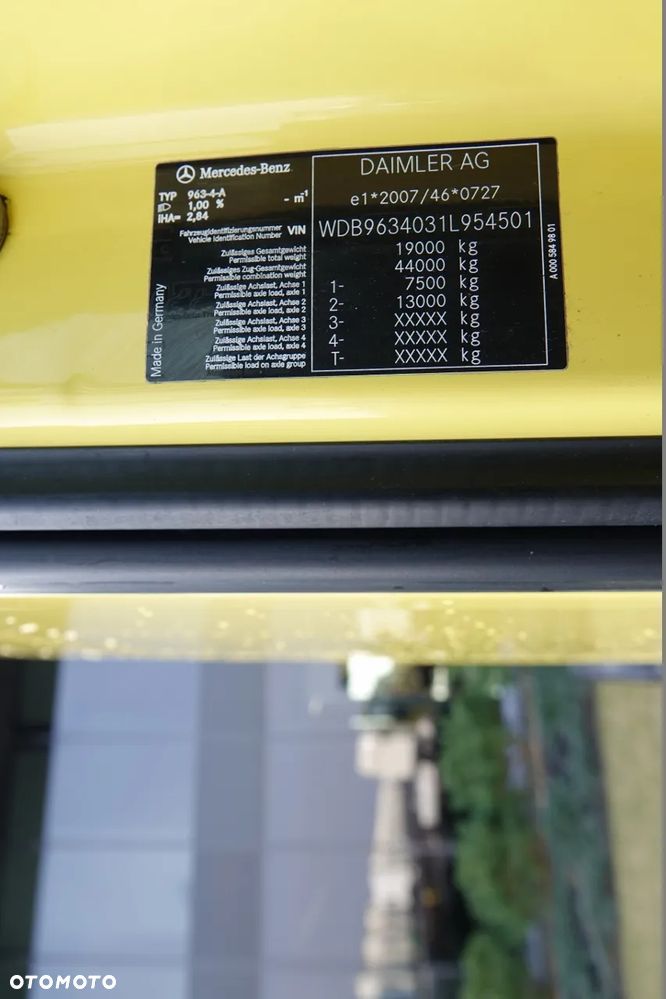 Mercedes-Benz
TYP 963-4-A
1,00 % - m⁻¹
IHA= 2,84
Fahrzeugidentifizierungsnummer
Vehicle Identification Number VIN
Zulässiges Gesamtgewicht
Permissible total weight
Zulässiges Zug-Gesamtgewicht
Permissible combination weight
Zulässige Achslast, Achse 1
Permissible axle load, axle 1
Zulässige Achslast, Achse 2
Permissible axle load, axle 2
Zulässige Achslast, Achse 3
Permissible axle load, axle 3
Zulässige Achslast, Achse 4
Permissible axle load, axle 4
Zulässige Last der Achsgruppe
Permissible load on axle group
Made in Germany
DAIMLER AG
e1*2007/46*0727
WDB9634031L954501
19000 kg
44000 kg
1- 7500 kg
2- 13000 kg
3- XXXXX kg
4- XXXXX kg
T- XXXXX kg
A 000 584 98 01
OTOMOTO